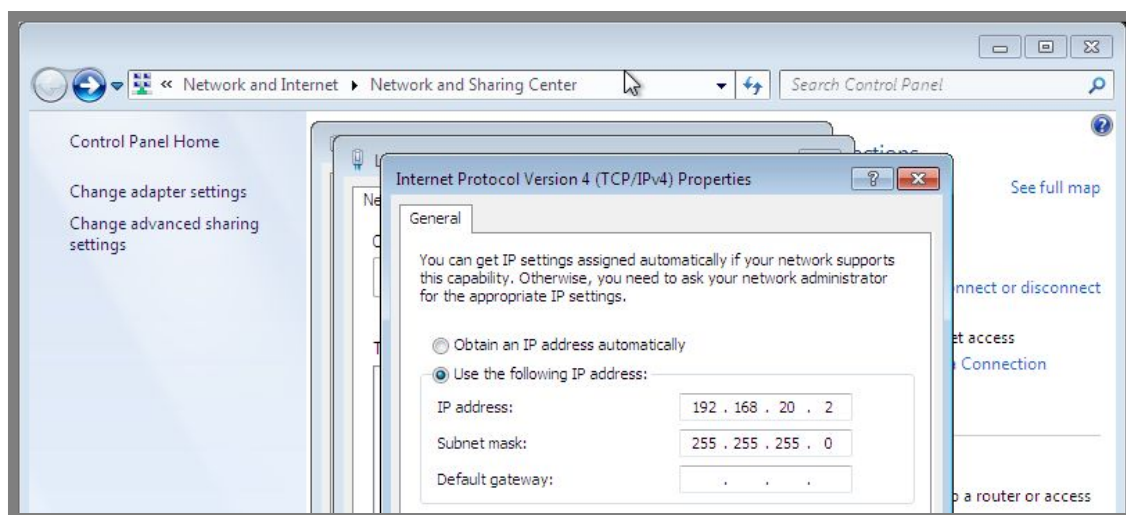 « Network and Internet ▸ Network and Sharing Center
Search Control Panel
Control Panel Home
Change adapter settings
Change advanced sharing
settings
See full map
Internet Protocol Version 4 (TCP/IPv4) Properties
General
You can get IP settings assigned automatically if your network supports
this capability. Otherwise, you need to ask your network administrator
for the appropriate IP settings.
Obtain an IP address automatically
Use the following IP address:
IP address: 192 . 168 . 20 . 2
Subnet mask: 255 . 255 . 255 . 0
Default gateway: . . .
or disconnect
access
Connection
a router or access